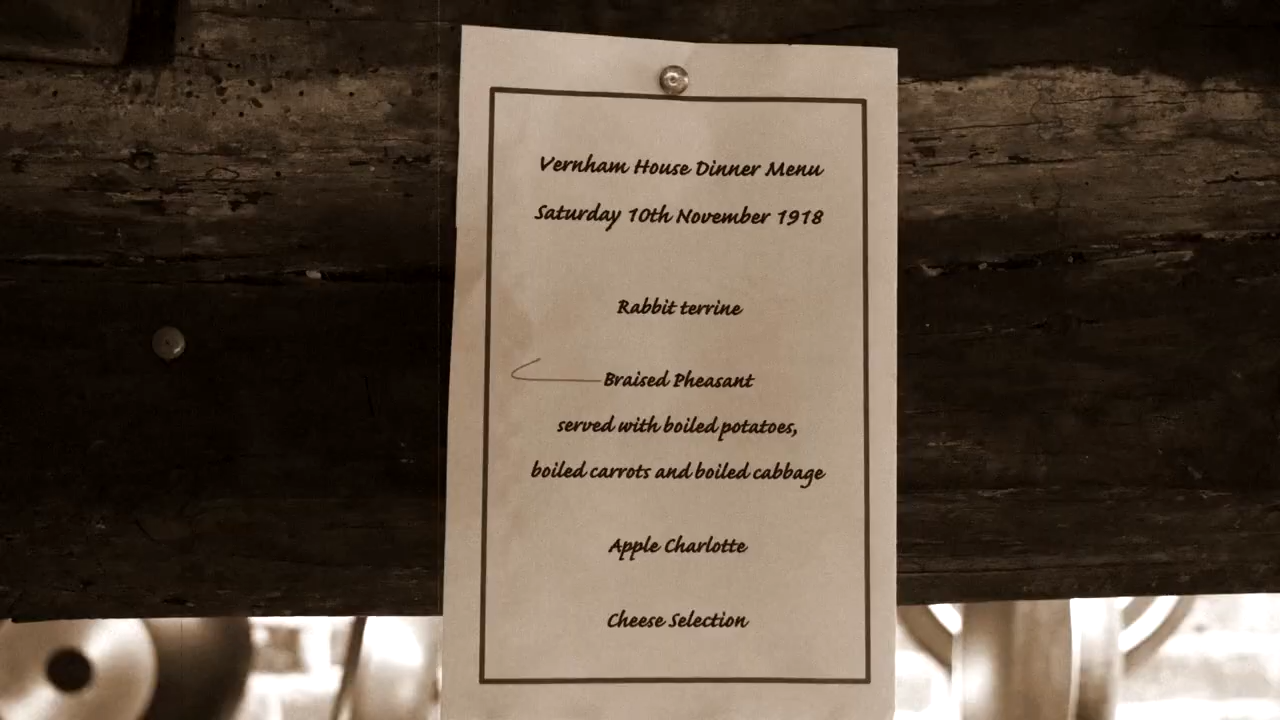 Vernham House Dinner Menu
Saturday 10th November 1918
Rabbit terrine
Braised Pheasant
served with boiled potatoes,
boiled carrots and boiled cabbage
Apple Charlotte
Cheese Selection